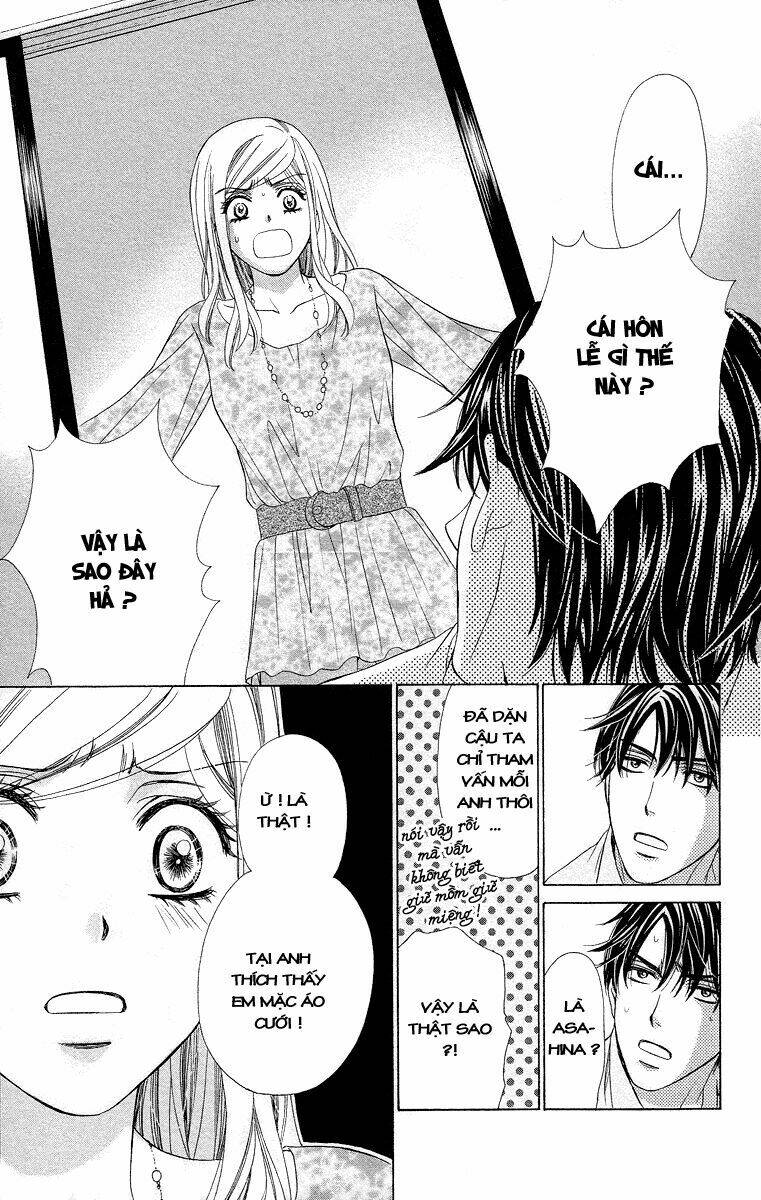 CÁI...
CÁI HÔN
LỄ GÌ THẾ
NÀY ?
VẬY LÀ
SAO ĐÂY
HẢ ?
LÀ
ASA-
HINA ?
ĐÃ DẶN
CẬU TA
CHỈ THAM
VẤN MỖI
ANH THÔI
...
nói vậy rồi
mà vẫn
không biết
giữ mồm giữ
miệng !
VẬY LÀ
THẬT SAO
?!
Ừ ! LÀ
THẬT !
TẠI ANH
THÍCH THẤY
EM MẶC ÁO
CƯỚI !